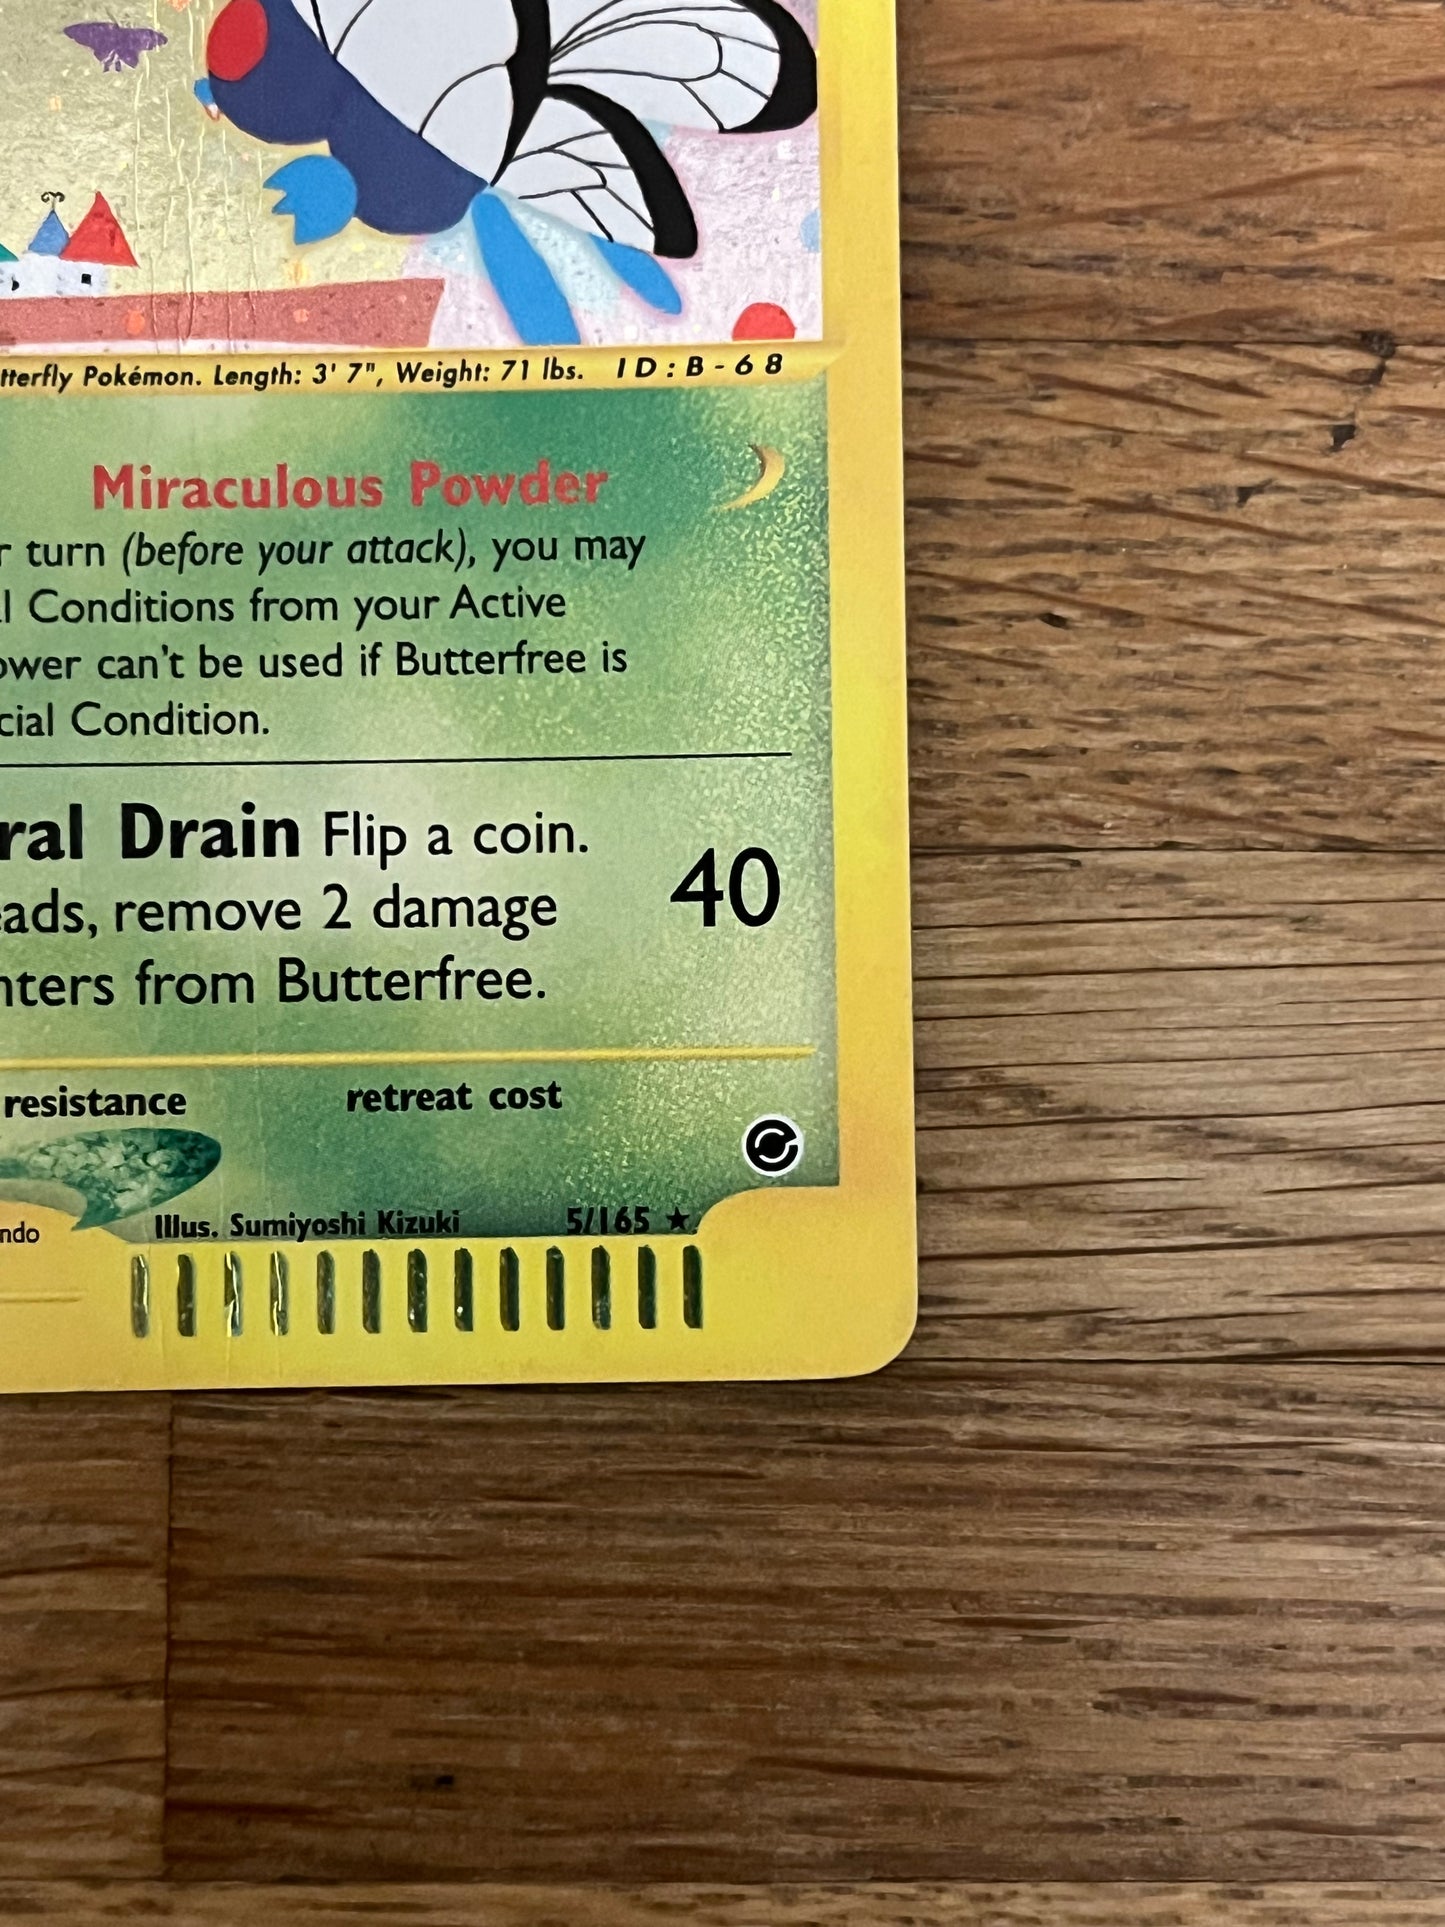 tterfly Pokémon. Length: 3' 7", Weight: 71 lbs. ID:B-68
Miraculous Powder
r turn (before your attack), you may
l Conditions from your Active
ower can't be used if Butterfree is
cial Condition.
ral Drain Flip a coin.
eads, remove 2 damage
nters from Butterfree.
40
resistance retreat cost
ndo Illus. Sumiyoshi Kizuki 5/165 ★